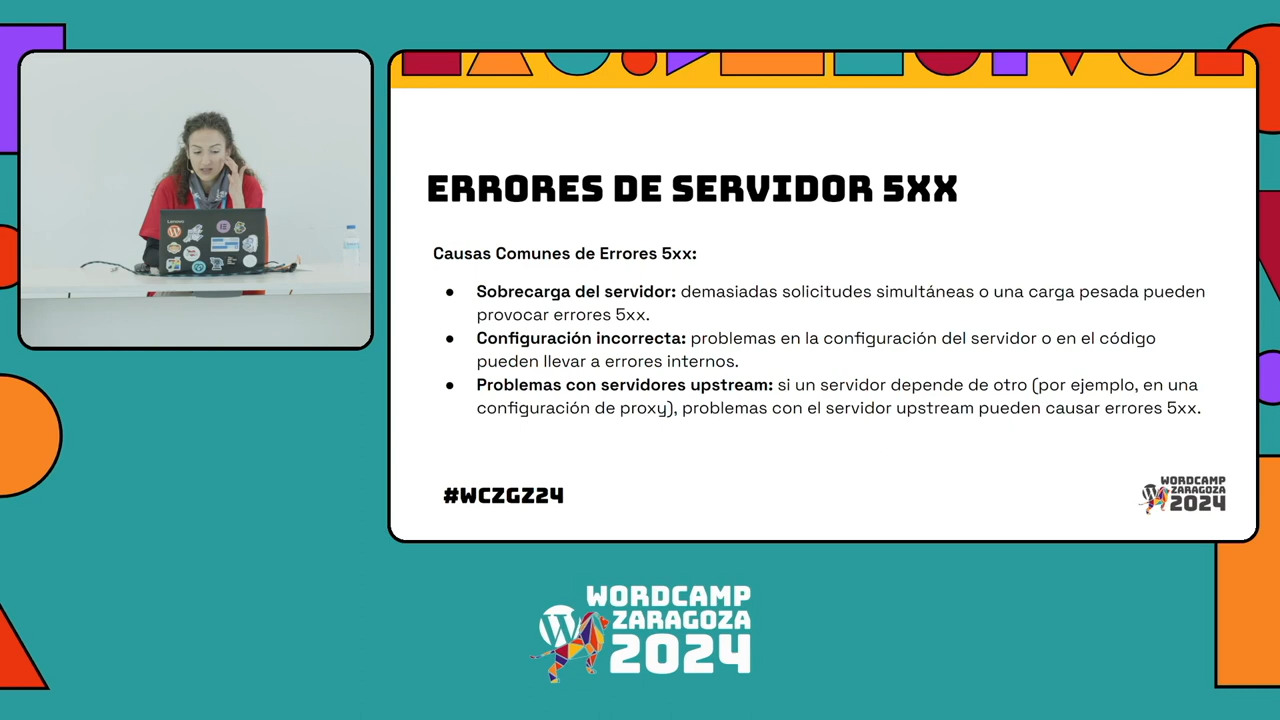 Lenovo
ERRORES DE SERVIDOR 5XX
Causas Comunes de Errores 5xx:
● Sobrecarga del servidor: demasiadas solicitudes simultáneas o una carga pesada pueden
provocar errores 5xx.
● Configuración incorrecta: problemas en la configuración del servidor o en el código
pueden llevar a errores internos.
● Problemas con servidores upstream: si un servidor depende de otro (por ejemplo, en una
configuración de proxy), problemas con el servidor upstream pueden causar errores 5xx.
#WCZGZ24
WORDCAMP
ZARAGOZA
2024
WORDCAMP
ZARAGOZA
2024